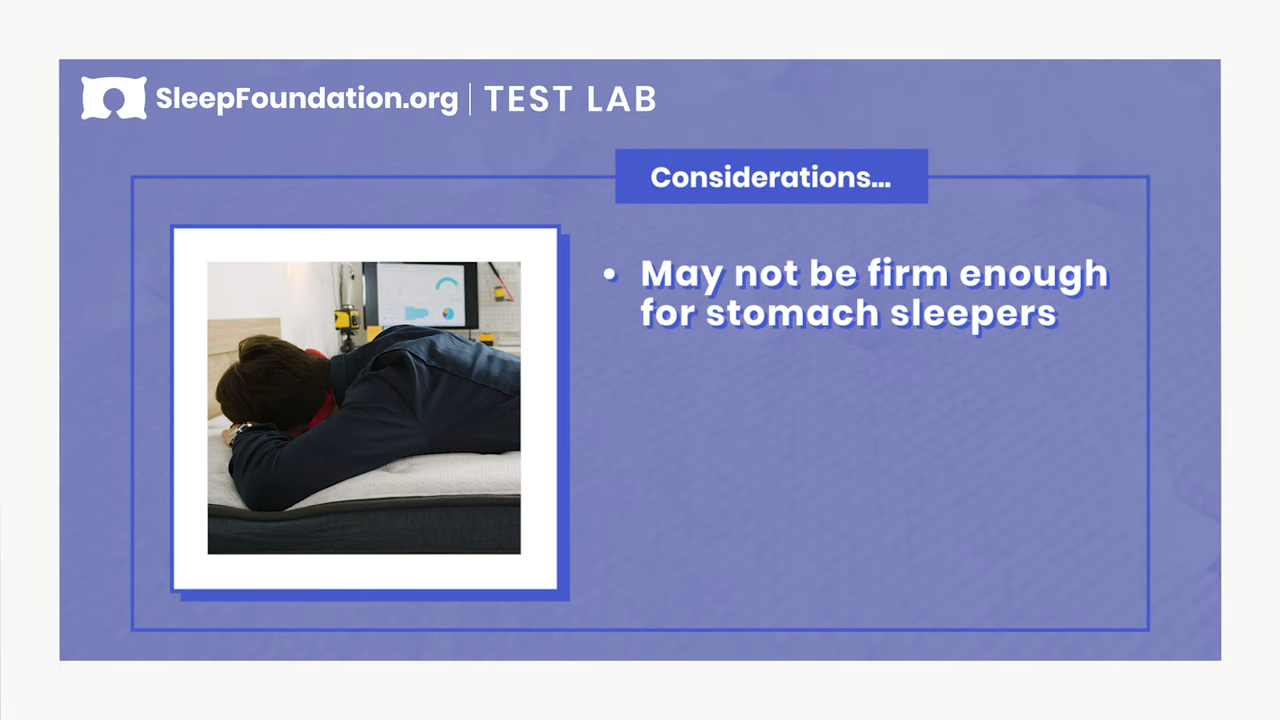 SleepFoundation.org | TEST LAB
Considerations...
• May not be firm enough
for stomach sleepers